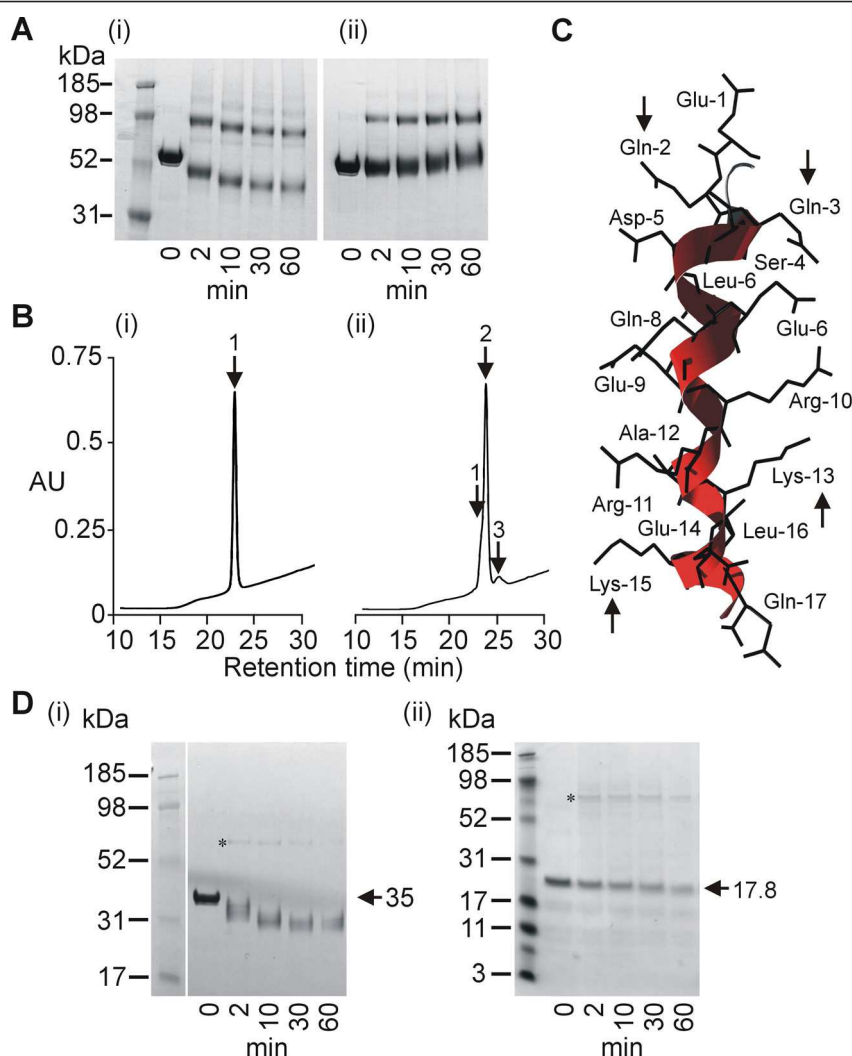 A (i) (ii) C
kDa
185
98
52
31
0 2 10 30 60 0 2 10 30 60
min min
Glu-1
Gln-2
Gln-3
Asp-5
Ser-4
Leu-6
Gln-8
Glu-6
Glu-9
Arg-10
Ala-12
Lys-13
Arg-11
Glu-14
Leu-16
Lys-15
Gln-17
B (i) (ii)
0.75
0.5
AU
0.25
0
1
2
1
3
10 15 20 25 30 10 15 20 25 30
Retention time (min)
D (i) kDa (ii) kDa
185
98
52
31
17
*
35
0 2 10 30 60
min
185
98
52
31
17
11
3
*
17.8
0 2 10 30 60
min